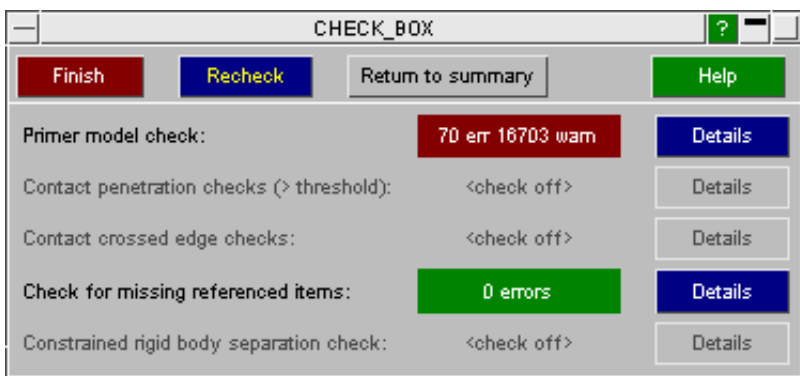 CHECK_BOX ?
Finish Recheck Return to summary Help
Primer model check: 70 err 16703 warn Details
Contact penetration checks (> threshold): <check off> Details
Contact crossed edge checks: <check off> Details
Check for missing referenced items: 0 errors Details
Constrained rigid body separation check: <check off> Details